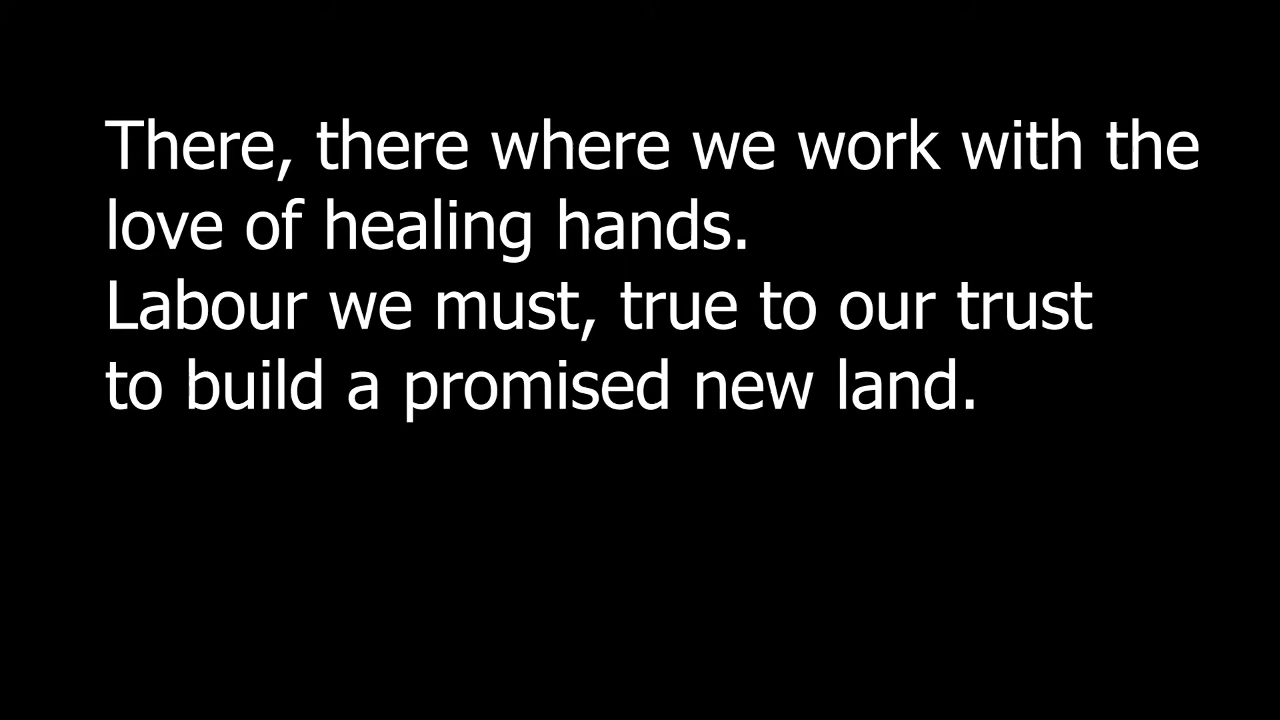 There, there where we work with the
love of healing hands.
Labour we must, true to our trust
to build a promised new land.